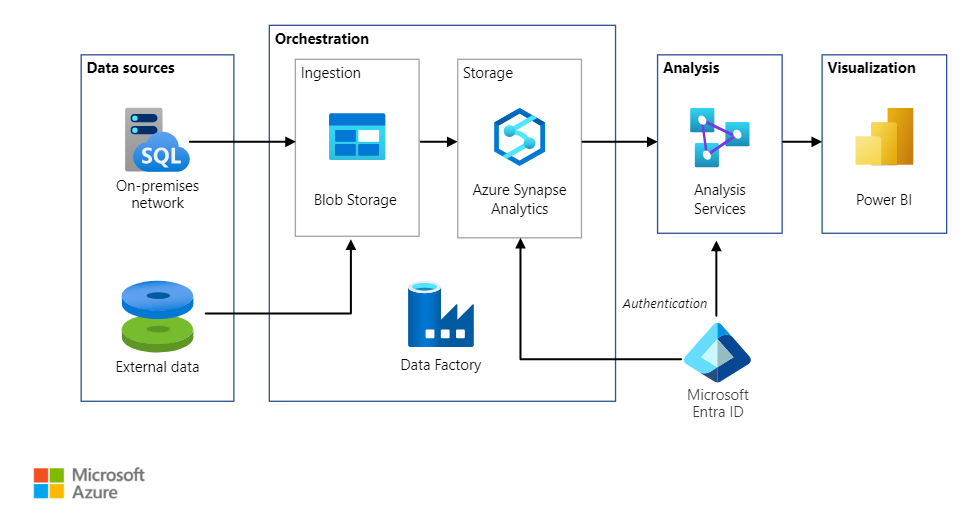 Orchestration
Data sources
Ingestion
Storage
Analysis
Visualization
SQL
On-premises
network
Blob Storage
Azure Synapse
Analytics
Analysis
Services
Power BI
Authentication
External data
Data Factory
Microsoft
Entra ID
Microsoft
Azure